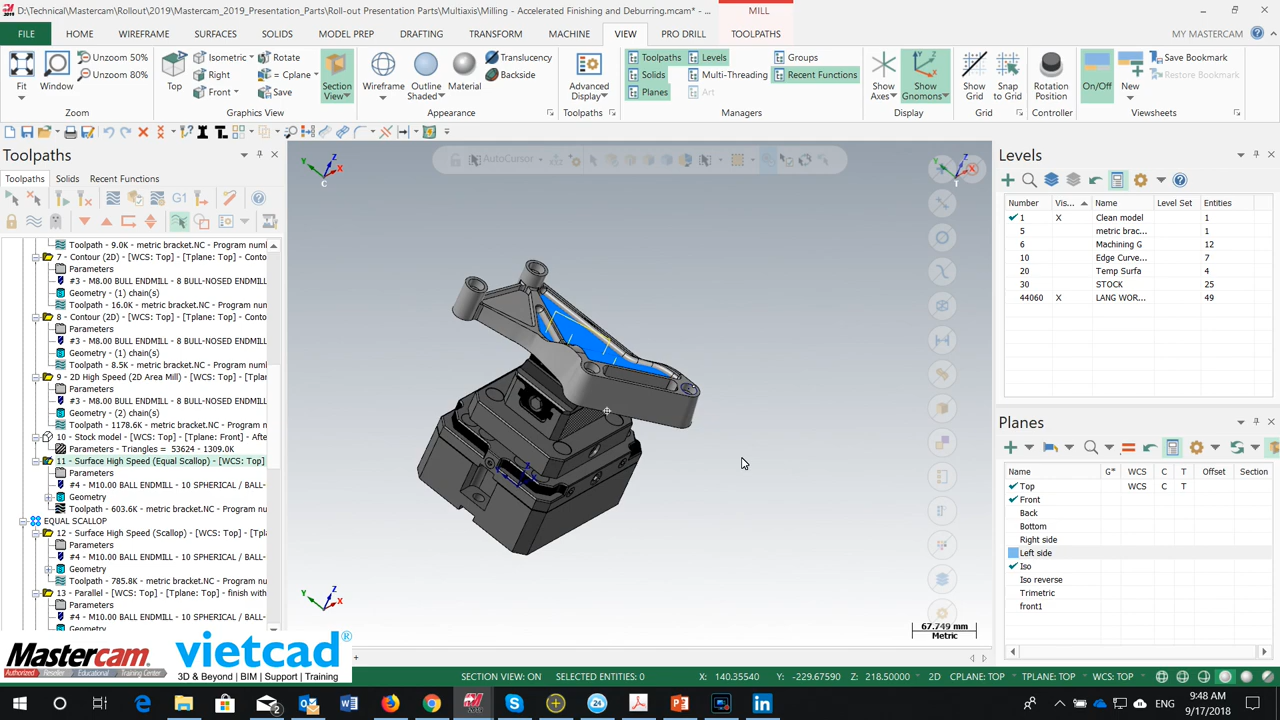 D:\Technical\Mastercam\Rollout\Mastercam_2019_Presentation_Parts\Roll-out Presentation Parts\Multiaxis\Milling - Accelerated Finishing and Deburring.mcam* - ...
MILL
2019
FILE HOME WIREFRAME SURFACES SOLIDS MODEL PREP DRAFTING TRANSFORM MACHINE VIEW PRO DRILL TOOLPATHS MY MASTERCAM
Fit
Window
Unzoom 50%
Unzoom 80%
Zoom
Top
Isometric
Right
Front
Rotate
= Cplane
Save
Section View
Graphics View
Wireframe
Outline Shaded
Material
Translucency
Backside
Appearance
Advanced Display
Toolpaths
Toolpaths
Solids
Planes
Levels
Multi-Threading
Art
Groups
Recent Functions
Managers
Show Axes
Show Gnomons
Display
Show Grid
Snap to Grid
Grid
Rotation Position
Controller
On/Off
New
Save Bookmark
Restore Bookmark
Viewsheets
Toolpaths
Toolpaths Solids Recent Functions
G1
Toolpath - 9.0K - metric bracket.NC - Program num
7 - Contour (2D) - [WCS: Top] - [Tplane: Front] - Conto
Parameters
#3 - M8.00 BULL ENDMILL - 8 BULL-NOSED ENDM
Geometry - (1) chain(s)
Toolpath - 16.0K - metric bracket.NC - Program nu
8 - Contour (2D) - [WCS: Top] - [Tplane: Front] - Conto
Parameters
#3 - M8.00 BULL ENDMILL - 8 BULL-NOSED ENDM
Geometry - (1) chain(s)
Toolpath - 8.5K - metric bracket.NC - Program num
9 - 2D High Speed (2D Area Mill) - [WCS: Top] - [Tplane
Parameters
#3 - M8.00 BULL ENDMILL - 8 BULL-NOSED ENDM
Geometry - (2) chain(s)
Toolpath - 1178.6K - metric bracket.NC - Program
10 - Stock model - [WCS: Top] - [Tplane: Front] - Afte
Parameters - Triangles = 53624 - 1309.0K
11 - Surface High Speed (Equal Scallop) - [WCS: Top]
Parameters
#4 - M10.00 BALL ENDMILL - 10 SPHERICAL / BALL-
Geometry
Toolpath - 603.6K - metric bracket.NC - Program nu
EQUAL SCALLOP
12 - Surface High Speed (Scallop) - [WCS: Top] - [Tpl
Parameters
#4 - M10.00 BALL ENDMILL - 10 SPHERICAL / BALL-
Geometry
Toolpath - 785.8K - metric bracket.NC - Program nu
13 - Parallel - [WCS: Top] - [Tplane: Top] - finish with
Parameters
#4 - M10.00 BALL ENDMILL - 10 SPHERICAL / BALL-
Geometry
AutoCursor
Z
Y
X
C
Z
Y
X
T
Z
Y
X
67.749 mm
Metric
Levels
Number Vis... Name Level Set Entities
1 X Clean model 1
5 metric brac... 1
6 Machining G 12
10 Edge Curve... 7
20 Temp Surfa 4
30 STOCK 25
44060 X LANG WOR... 49
Planes
Name G* WCS C T Offset Section
Top WCS C T
Front
Back
Bottom
Right side
Left side
Iso
Iso reverse
Trimetric
front1
Mastercam®
Authorized Reseller Educational Training Center
vietcad®
3D & Beyond | BIM | Support | Training
SECTION VIEW: ON SELECTED ENTITIES: 0 X: 140.35540 Y: -229.67590 Z: 218.50000 2D CPLANE: TOP TPLANE: TOP WCS: TOP
9:48 AM
9/17/2018